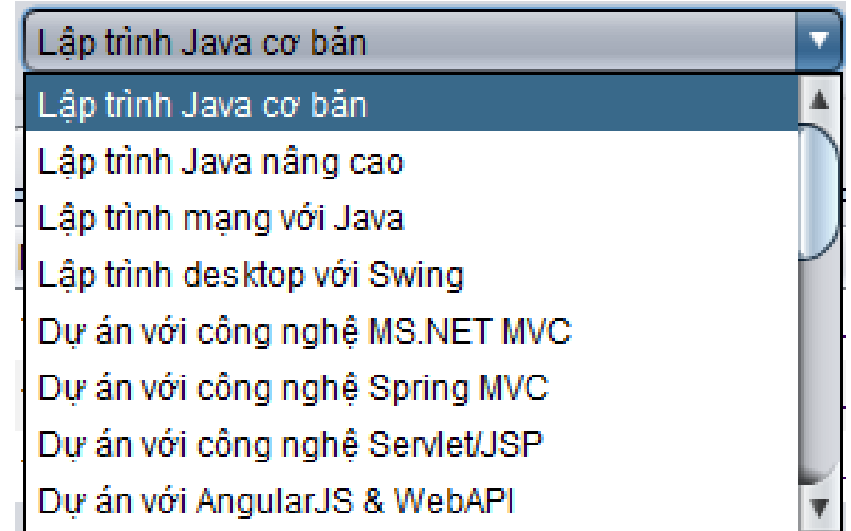 Lập trình Java cơ bản
Lập trình Java cơ bản
Lập trình Java nâng cao
Lập trình mạng với Java
Lập trình desktop với Swing
Dự án với công nghệ MS.NET MVC
Dự án với công nghệ Spring MVC
Dự án với công nghệ Servlet/JSP
Dự án với AngularJS & WebAPI